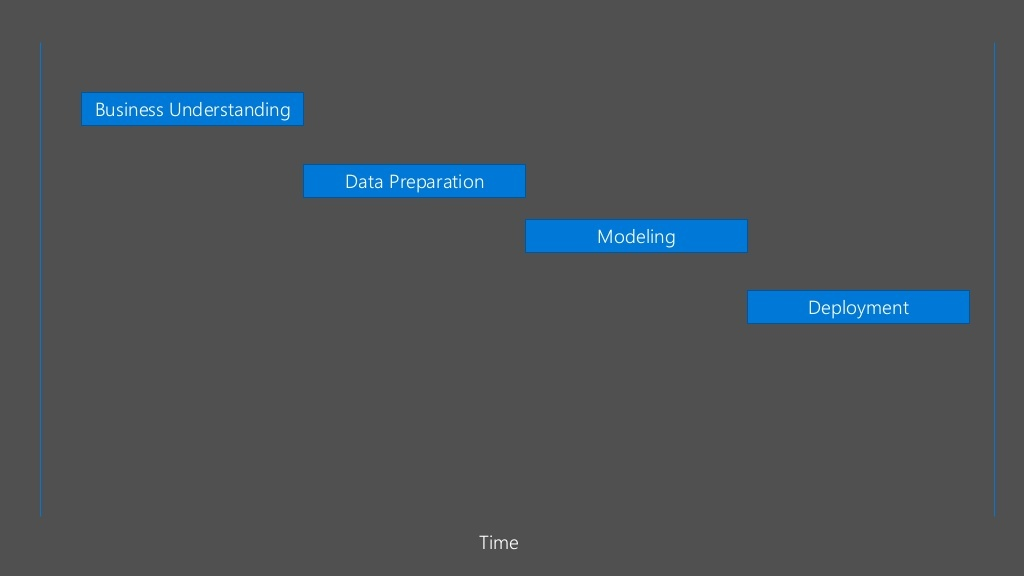 Business Understanding
Data Preparation
Modeling
Deployment
Time